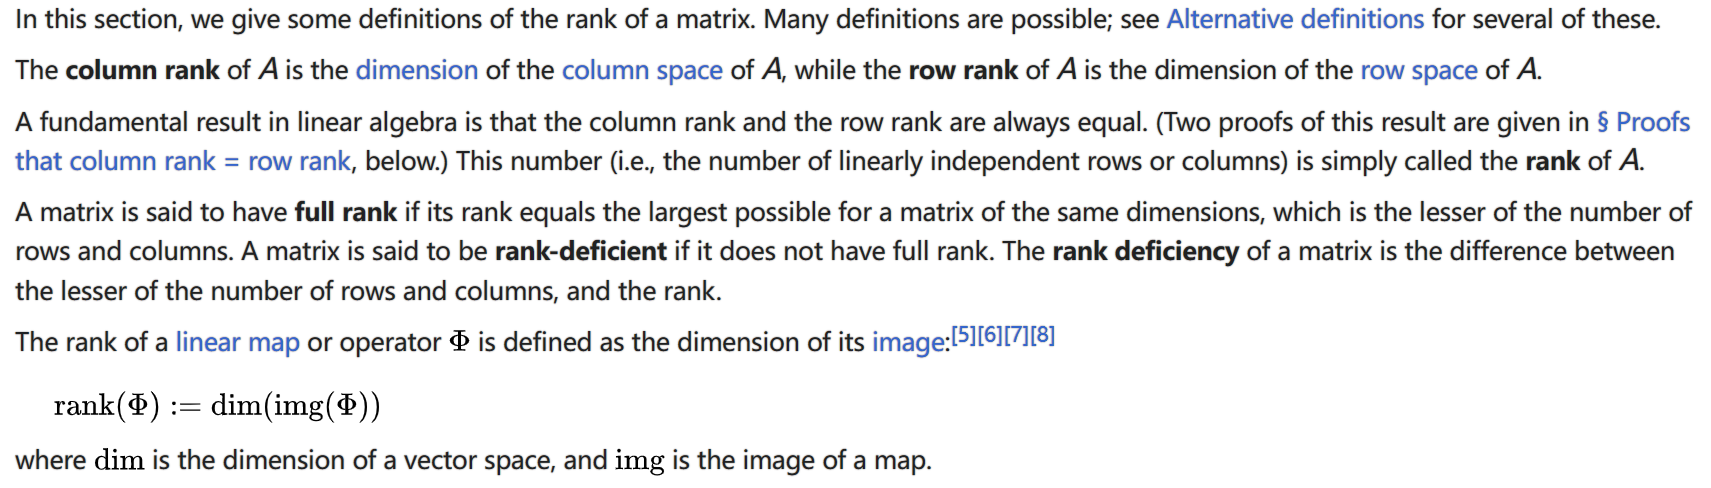 In this section, we give some definitions of the rank of a matrix. Many definitions are possible; see Alternative definitions for several of these.
The column rank of A is the dimension of the column space of A, while the row rank of A is the dimension of the row space of A.
A fundamental result in linear algebra is that the column rank and the row rank are always equal. (Two proofs of this result are given in § Proofs
that column rank = row rank, below.) This number (i.e., the number of linearly independent rows or columns) is simply called the rank of A.
A matrix is said to have full rank if its rank equals the largest possible for a matrix of the same dimensions, which is the lesser of the number of
rows and columns. A matrix is said to be rank-deficient if it does not have full rank. The rank deficiency of a matrix is the difference between
the lesser of the number of rows and columns, and the rank.
The rank of a linear map or operator Φ is defined as the dimension of its image:[5][6][7][8]
rank(Φ) := dim(img(Φ))
where dim is the dimension of a vector space, and img is the image of a map.